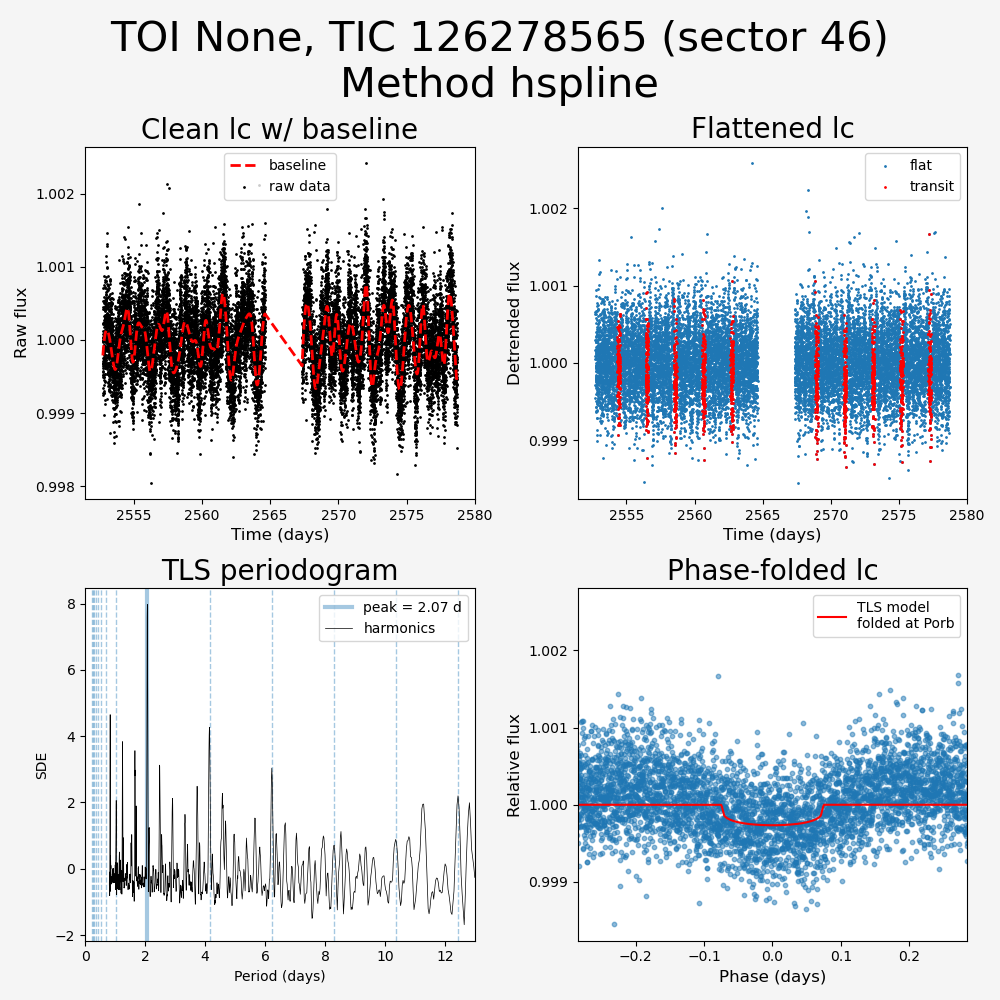 TOI None, TIC 126278565 (sector 46)
Method hspline
Clean lc w/ baseline
baseline
raw data
1.002
1.001
1.000
0.999
0.998
Raw flux
2555
2560
2565
2570
2575
2580
Time (days)
Flattened lc
flat
transit
1.002
1.001
1.000
0.999
Detrended flux
2555
2560
2565
2570
2575
2580
Time (days)
TLS periodogram
peak = 2.07 d
harmonics
8
6
4
2
0
−2
SDE
0
2
4
6
8
10
12
Period (days)
Phase-folded lc
TLS model
folded at Porb
1.002
1.001
1.000
0.999
Relative flux
−0.2
−0.1
0.0
0.1
0.2
Phase (days)